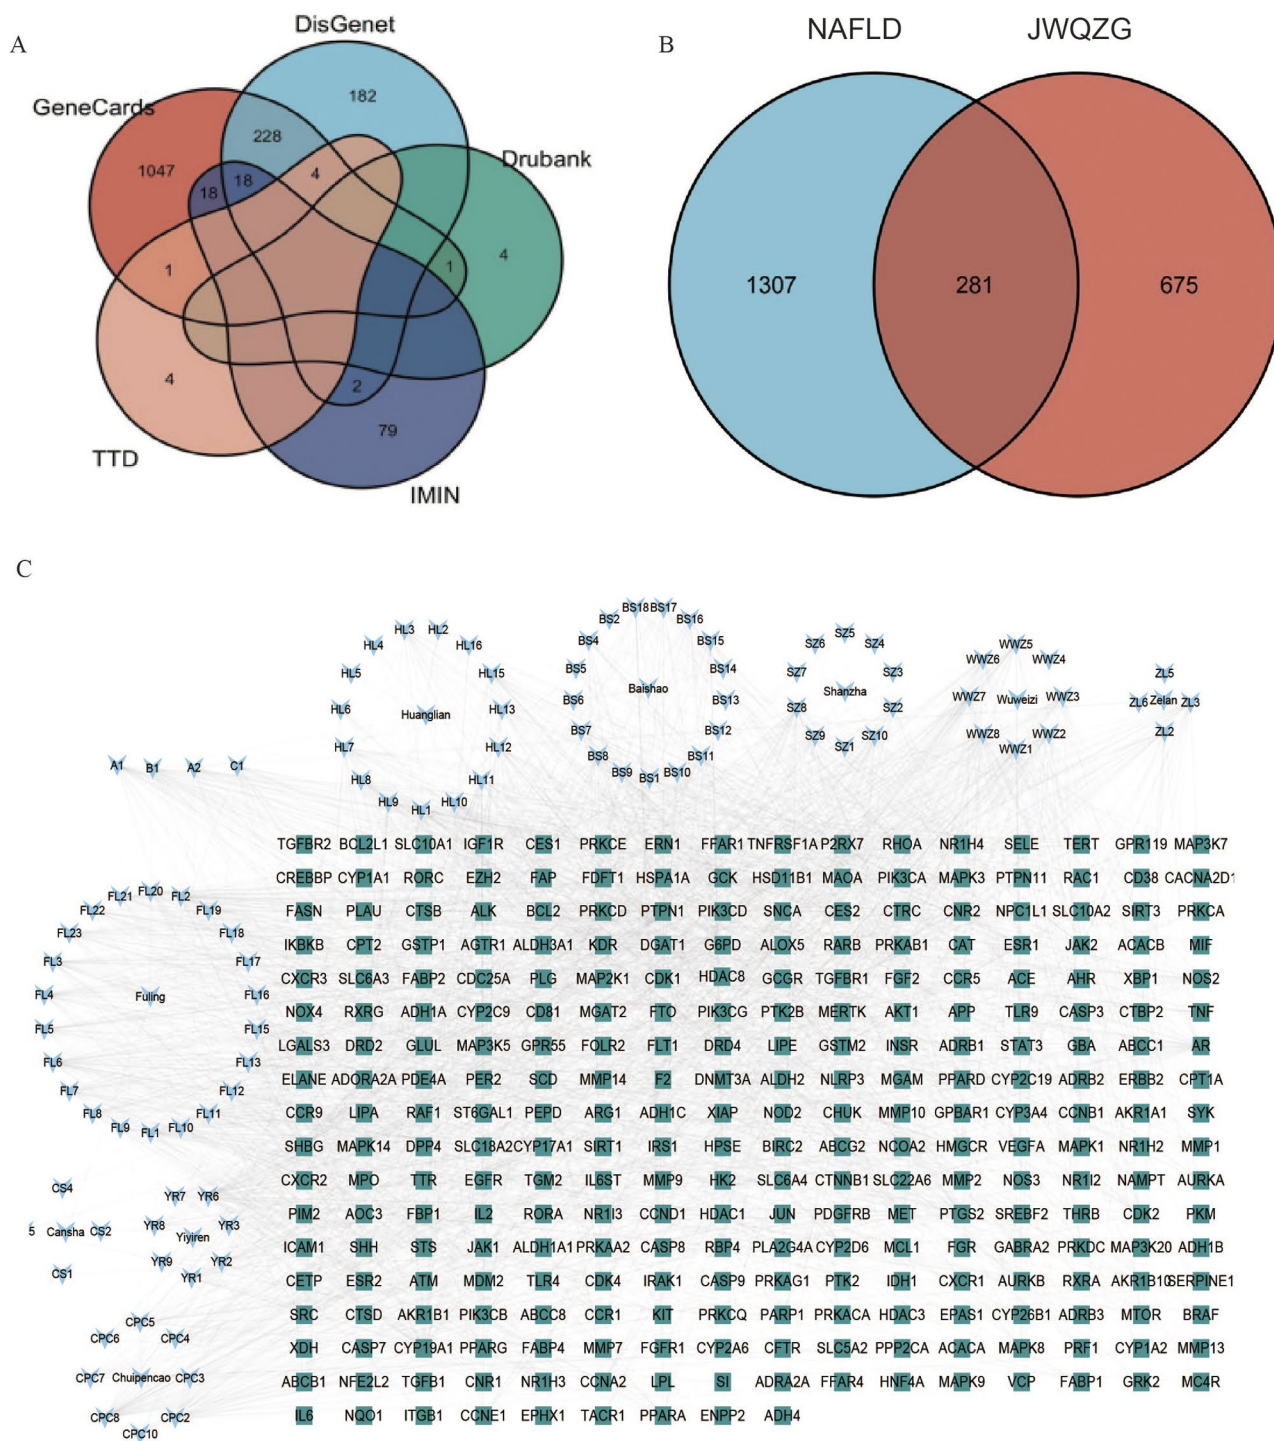 A
DisGenet
GeneCards
Drubank
TTD
IMIN
182
228
1047
18
18
4
1
1
4
4
2
79
B
NAFLD
JWQZG
1307
281
675
C
HL3 HL2 HL4 HL16 HL5 HL15 HL6 HL13 HL7 HL12 HL8 HL11 HL9 HL1 HL10
Huanglian
BS18 BS17 BS2 BS16 BS4 BS15 BS5 BS14 BS6 BS13 BS7 BS12 BS8 BS11 BS9 BS1 BS10
Baishao
SZ5 SZ6 SZ4 SZ7 SZ3 SZ8 SZ2 SZ9 SZ1 SZ10
Shanzha
WWZ5 WWZ6 WWZ4 WWZ7 WWZ3 WWZ8 WWZ1 WWZ2
Wuweizi
ZL5
ZL6 Zelan ZL3
ZL2
A1 B1 A2 C1
FL20 FL21 FL2 FL22 FL19 FL23 FL18 FL3 FL17 FL4 FL16 FL5 FL15 FL6 FL13 FL7 FL12 FL8 FL11 FL9 FL1 FL10
Fuling
CS4
5 Cansha CS2
CS1
YR7 YR6
YR8 YR3
Yiyiren
YR9 YR2
YR1
CPC5
CPC6 CPC4
CPC7 Chuipencao CPC3
CPC8 CPC2
CPC10
TGFBR2 BCL2L1 SLC10A1 IGF1R CES1 PRKCE ERN1 FFAR1 TNFRSF1A P2RX7 RHOA NR1H4 SELE TERT GPR119 MAP3K7
CREBBP CYP1A1 RORC EZH2 FAP FDFT1 HSPA1A GCK HSD11B1 MAOA PIK3CA MAPK3 PTPN11 RAC1 CD38 CACNA2D1
FASN PLAU CTSB ALK BCL2 PRKCD PTPN1 PIK3CD SNCA CES2 CTRC CNR2 NPC1L1 SLC10A2 SIRT3 PRKCA
IKBKB CPT2 GSTP1 AGTR1 ALDH3A1 KDR DGAT1 G6PD ALOX5 RARB PRKAB1 CAT ESR1 JAK2 ACACB MIF
CXCR3 SLC6A3 FABP2 CDC25A PLG MAP2K1 CDK1 HDAC8 GCGR TGFBR1 FGF2 CCR5 ACE AHR XBP1 NOS2
NOX4 RXRG ADH1A CYP2C9 CD81 MGAT2 FTO PIK3CG PTK2B MERTK AKT1 APP TLR9 CASP3 CTBP2 TNF
LGALS3 DRD2 GLUL MAP3K5 GPR55 FOLR2 FLT1 DRD4 LIPE GSTM2 INSR ADRB1 STAT3 GBA ABCC1 AR
ELANE ADORA2A PDE4A PER2 SCD MMP14 F2 DNMT3A ALDH2 NLRP3 MGAM PPARD CYP2C19 ADRB2 ERBB2 CPT1A
CCR9 LIPA RAF1 ST6GAL1 PEPD ARG1 ADH1C XIAP NOD2 CHUK MMP10 GPBAR1 CYP3A4 CCNB1 AKR1A1 SYK
SHBG MAPK14 DPP4 SLC18A2 CYP17A1 SIRT1 IRS1 HPSE BIRC2 ABCG2 NCOA2 HMGCR VEGFA MAPK1 NR1H2 MMP1
CXCR2 MPO TTR EGFR TGM2 IL6ST MMP9 HK2 SLC6A4 CTNNB1 SLC22A6 MMP2 NOS3 NR1I2 NAMPT AURKA
PIM2 AOC3 FBP1 IL2 RORA NR1I3 CCND1 HDAC1 JUN PDGFRB MET PTGS2 SREBF2 THRB CDK2 PKM
ICAM1 SHH STS JAK1 ALDH1A1 PRKAA2 CASP8 RBP4 PLA2G4A CYP2D6 MCL1 FGR GABRA2 PRKDC MAP3K20 ADH1B
CETP ESR2 ATM MDM2 TLR4 CDK4 IRAK1 CASP9 PRKAG1 PTK2 IDH1 CXCR1 AURKB RXRA AKR1B10 SERPINE1
SRC CTSD AKR1B1 PIK3CB ABCC8 CCR1 KIT PRKCQ PARP1 PRKACA HDAC3 EPAS1 CYP26B1 ADRB3 MTOR BRAF
XDH CASP7 CYP19A1 PPARG FABP4 MMP7 FGFR1 CYP2A6 CFTR SLC5A2 PPP2CA ACACA MAPK8 PRF1 CYP1A2 MMP13
ABCB1 NFE2L2 TGFB1 CNR1 NR1H3 CCNA2 LPL SI ADRA2A FFAR4 HNF4A MAPK9 VCP FABP1 GRK2 MC4R
IL6 NQO1 ITGB1 CCNE1 EPHX1 TACR1 PPARA ENPP2 ADH4